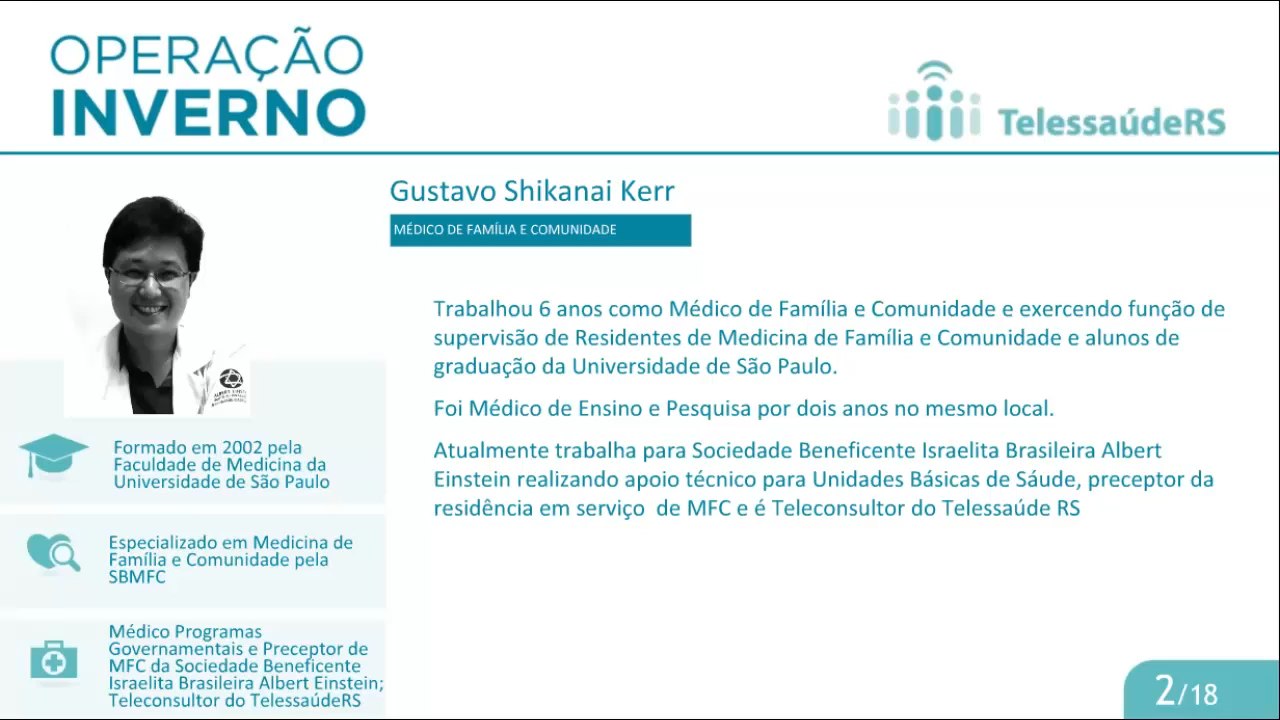 OPERAÇÃO
INVERNO
TelessaúdeRS
Gustavo Shikanai Kerr
MÉDICO DE FAMÍLIA E COMUNIDADE
Trabalhou 6 anos como Médico de Família e Comunidade e exercendo função de
supervisão de Residentes de Medicina de Família e Comunidade e alunos de
graduação da Universidade de São Paulo.
Foi Médico de Ensino e Pesquisa por dois anos no mesmo local.
Atualmente trabalha para Sociedade Beneficente Israelita Brasileira Albert
Einstein realizando apoio técnico para Unidades Básicas de Sáude, preceptor da
residência em serviço  de MFC e é Teleconsultor do Telessaúde RS
Formado em 2002 pela
Faculdade de Medicina da
Universidade de São Paulo
Especializado em Medicina de
Família e Comunidade pela
SBMFC
Médico Programas
Governamentais e Preceptor de
MFC da Sociedade Beneficente
Israelita Brasileira Albert Einstein;
Teleconsultor do TelessaúdeRS
2/18